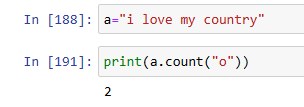 In [188]: a="i love my country"
In [191]: print(a.count("o"))
2